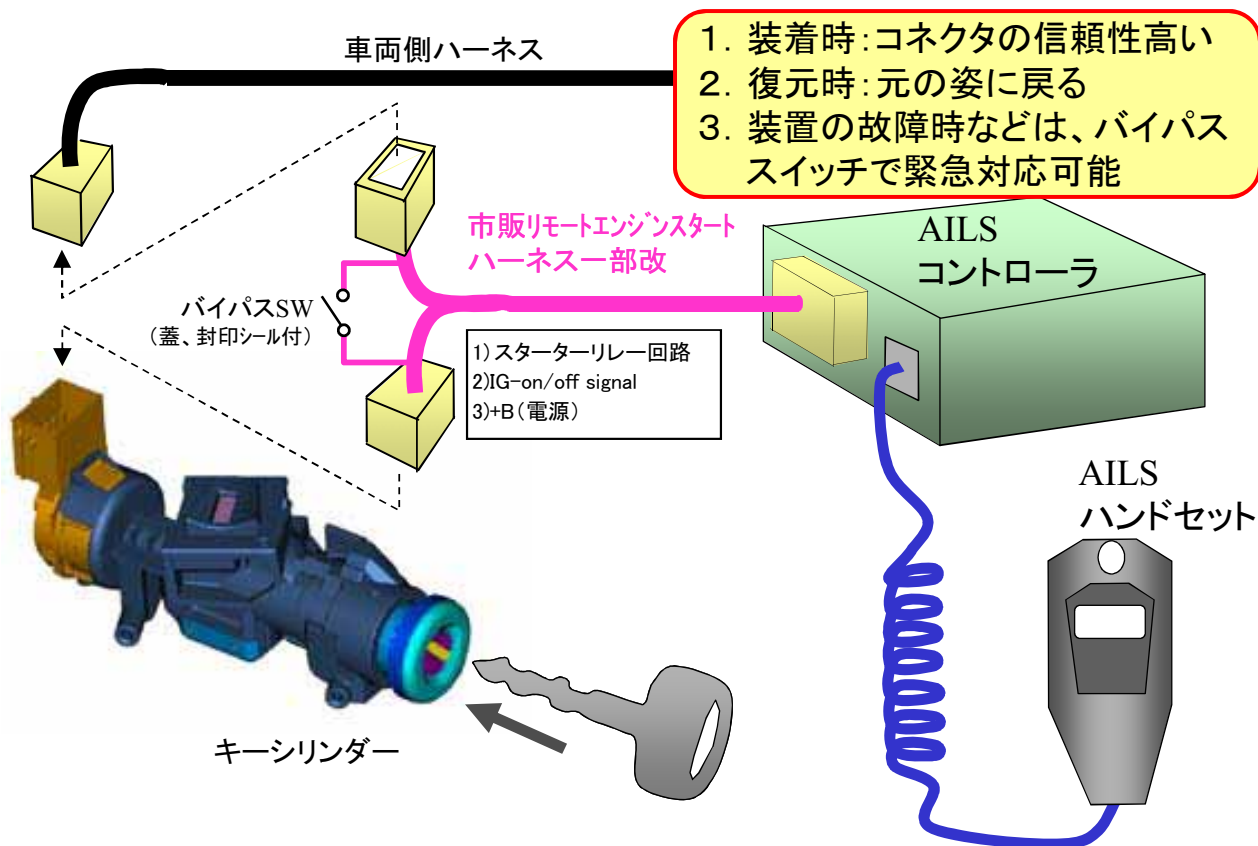 車両側ハーネス
1. 装着時:コネクタの信頼性高い
2. 復元時:元の姿に戻る
3. 装置の故障時などは、バイパス
スイッチで緊急対応可能
市販リモートエンジンスタート
ハーネス一部改
AILS
コントローラ
バイパスSW
(蓋、封印シール付)
1)スターターリレー回路
2)IG-on/off signal
3)+B(電源)
AILS
ハンドセット
キーシリンダー